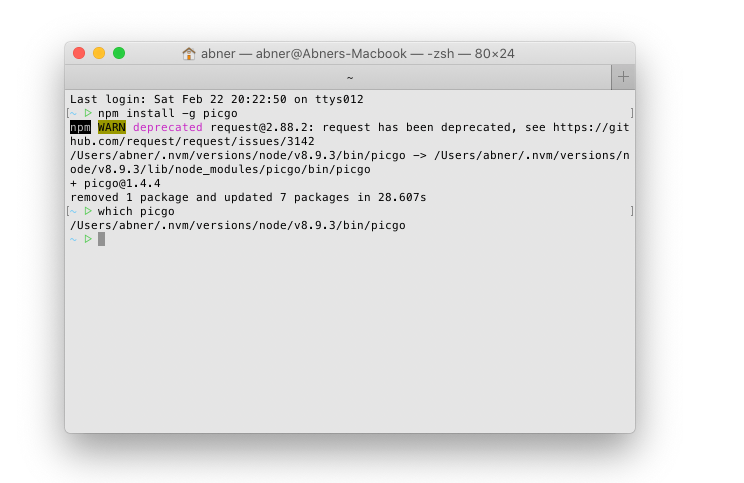 abner — abner@Abners-Macbook — -zsh — 80×24
~
Last login: Sat Feb 22 20:22:50 on ttys012
[~ ▷ npm install -g picgo ]
npm WARN deprecated request@2.88.2: request has been deprecated, see https://git
hub.com/request/request/issues/3142
/Users/abner/.nvm/versions/node/v8.9.3/bin/picgo -> /Users/abner/.nvm/versions/n
ode/v8.9.3/lib/node_modules/picgo/bin/picgo
+ picgo@1.4.4
removed 1 package and updated 7 packages in 28.607s
[~ ▷ which picgo ]
/Users/abner/.nvm/versions/node/v8.9.3/bin/picgo
~ ▷